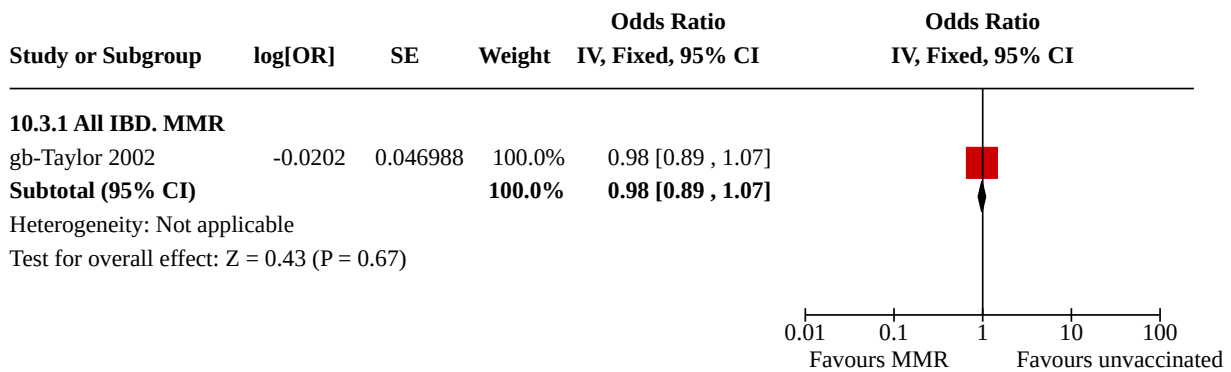 Odds Ratio Odds Ratio
Study or Subgroup log[OR] SE Weight IV, Fixed, 95% CI IV, Fixed, 95% CI
10.3.1 All IBD. MMR
gb-Taylor 2002 -0.0202 0.046988 100.0% 0.98 [0.89 , 1.07]
Subtotal (95% CI) 100.0% 0.98 [0.89 , 1.07]
Heterogeneity: Not applicable
Test for overall effect: Z = 0.43 (P = 0.67)
0.01 0.1 1 10 100
Favours MMR Favours unvaccinated